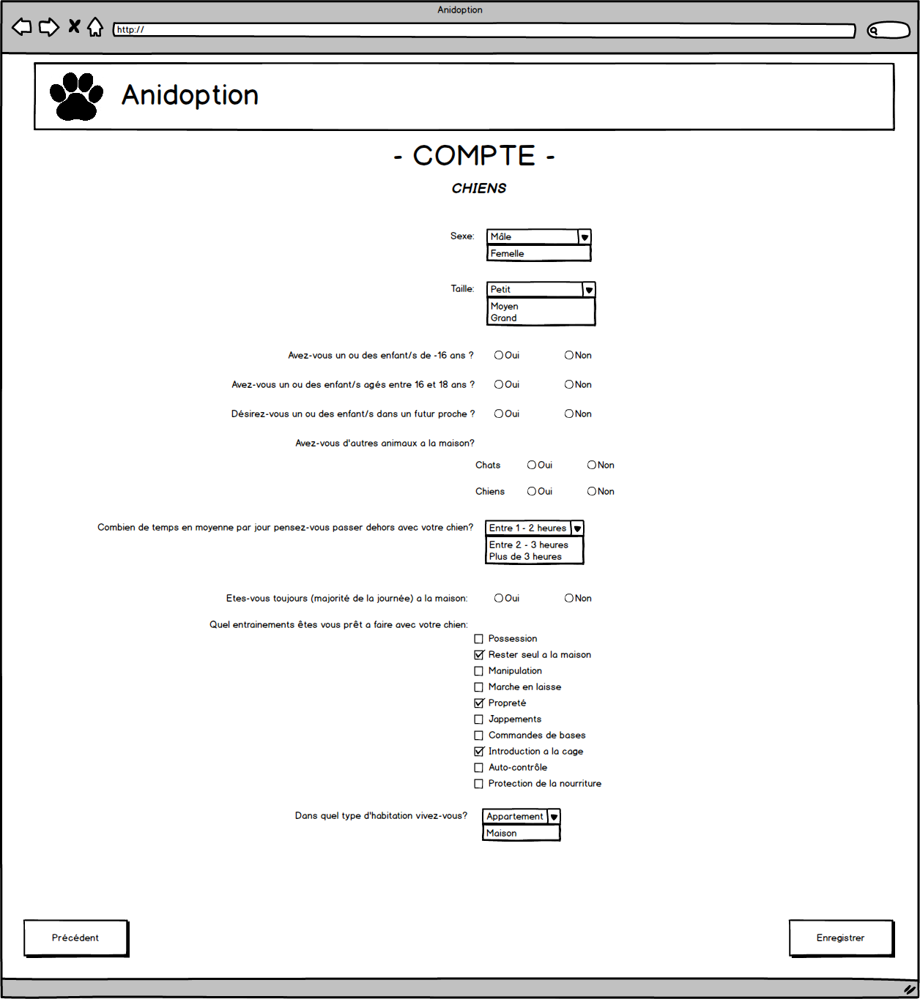 Anidoption
http://
Anidoption
- COMPTE -
CHIENS
Sexe: Mâle
Femelle
Taille: Petit
Moyen
Grand
Avez-vous un ou des enfant/s de -16 ans ? Oui Non
Avez-vous un ou des enfant/s agés entre 16 et 18 ans ? Oui Non
Désirez-vous un ou des enfant/s dans un futur proche ? Oui Non
Avez-vous d'autres animaux a la maison?
Chats Oui Non
Chiens Oui Non
Combien de temps en moyenne par jour pensez-vous passer dehors avec votre chien? Entre 1 - 2 heures
Entre 2 - 3 heures
Plus de 3 heures
Etes-vous toujours (majorité de la journée) a la maison: Oui Non
Quel entrainements êtes vous prêt a faire avec votre chien:
Possession
Rester seul a la maison
Manipulation
Marche en laisse
Propreté
Jappements
Commandes de bases
Introduction a la cage
Auto-contrôle
Protection de la nourriture
Dans quel type d'habitation vivez-vous? Appartement
Maison
Précédent Enregistrer